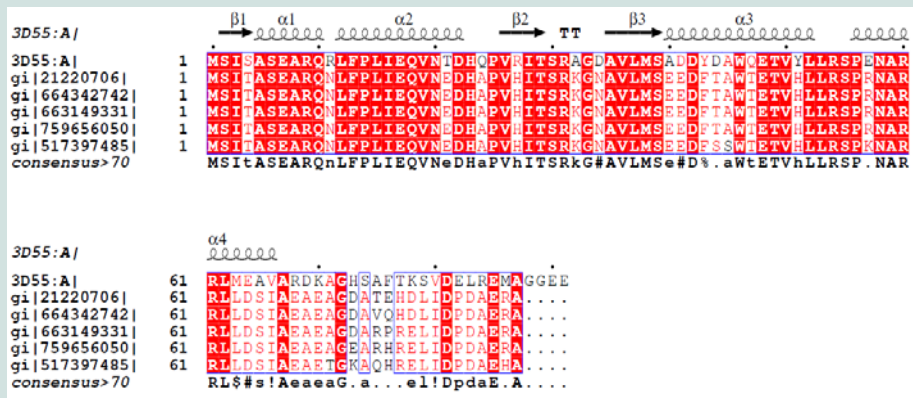 β1 α1 α2 β2 β3 α3
3D55:A| TT
3D55:A| 1 MSISASEARQRLFPLIEQVNTDHQPVRITSRAGDAVLMSADDYDAWQETVYLLRSPENAR
gi|21220706| 1 MSITASEARQNLFPLIEQVNEDHAPVHITSRKGNAVLMSEEDFTAWTETVHLLRSPRNAR
gi|664342742| 1 MSITASEARQNLFPLIEQVNEDHAPVHITSRKGNAVLMSEEDFTAWTETVHLLRSPKNAR
gi|663149331| 1 MSITASEARQNLFPLIEQVNEDHAPVHITSRKGNAVLMSEEDFTAWTETVHLLRSPKNAR
gi|759656050| 1 MSITASEARQNLFPLIEQVNEDHAPVHITSRKGNAVLMSEEDFTAWTETVHLLRSPRNAR
gi|517397485| 1 MSITASEARQNLFPLIEQVNEDHAPVHITSRKGNAVLMSEEDFSSWTETVHLLRSPKNAR
consensus>70 MSItASEARQnLFPLIEQVNeDHaPVhITSRkG#AVLMSe#D%.aWtETVhLLRSP.NAR
α4
3D55:A|
3D55:A| 61 RLMEAVARDKAGHSAFTKSVDELREMAGGEE
gi|21220706| 61 RLLDSIAEAEAGDATEHDLIDPDAERA....
gi|664342742| 61 RLLDSIAEAEAGDAVQHDLIDPDAERA....
gi|663149331| 61 RLLDSIAEAEAGDARPRELIDPDAERA....
gi|759656050| 61 RLLDSIAEAEAGEARHRELIDPDAERA....
gi|517397485| 61 RLLDSIAEAETGKAQHRELIDPDAEHA....
consensus>70 RL$#s!AeaeaG.a...el!DpdaE.A....